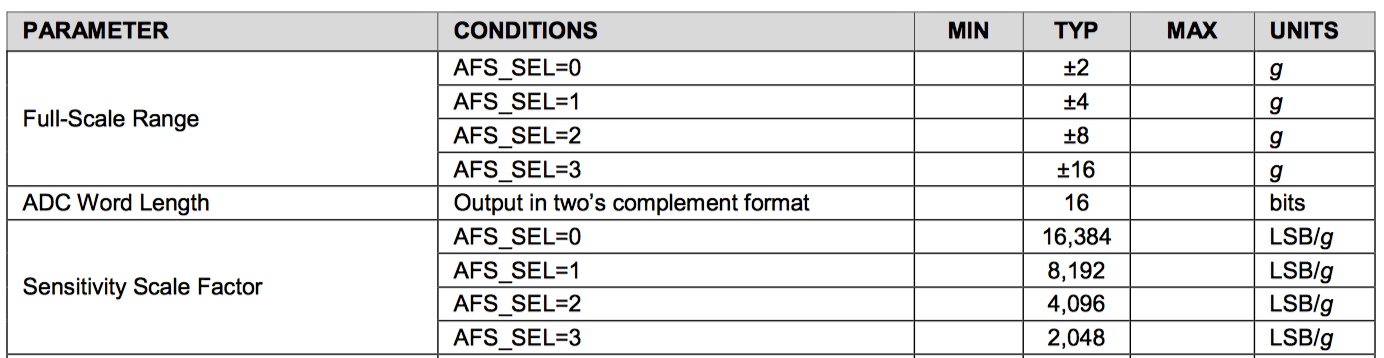 PARAMETER CONDITIONS MIN TYP MAX UNITS
Full-Scale Range
AFS_SEL=0 ±2 g
AFS_SEL=1 ±4 g
AFS_SEL=2 ±8 g
AFS_SEL=3 ±16 g
ADC Word Length Output in two’s complement format 16 bits
Sensitivity Scale Factor
AFS_SEL=0 16,384 LSB/g
AFS_SEL=1 8,192 LSB/g
AFS_SEL=2 4,096 LSB/g
AFS_SEL=3 2,048 LSB/g